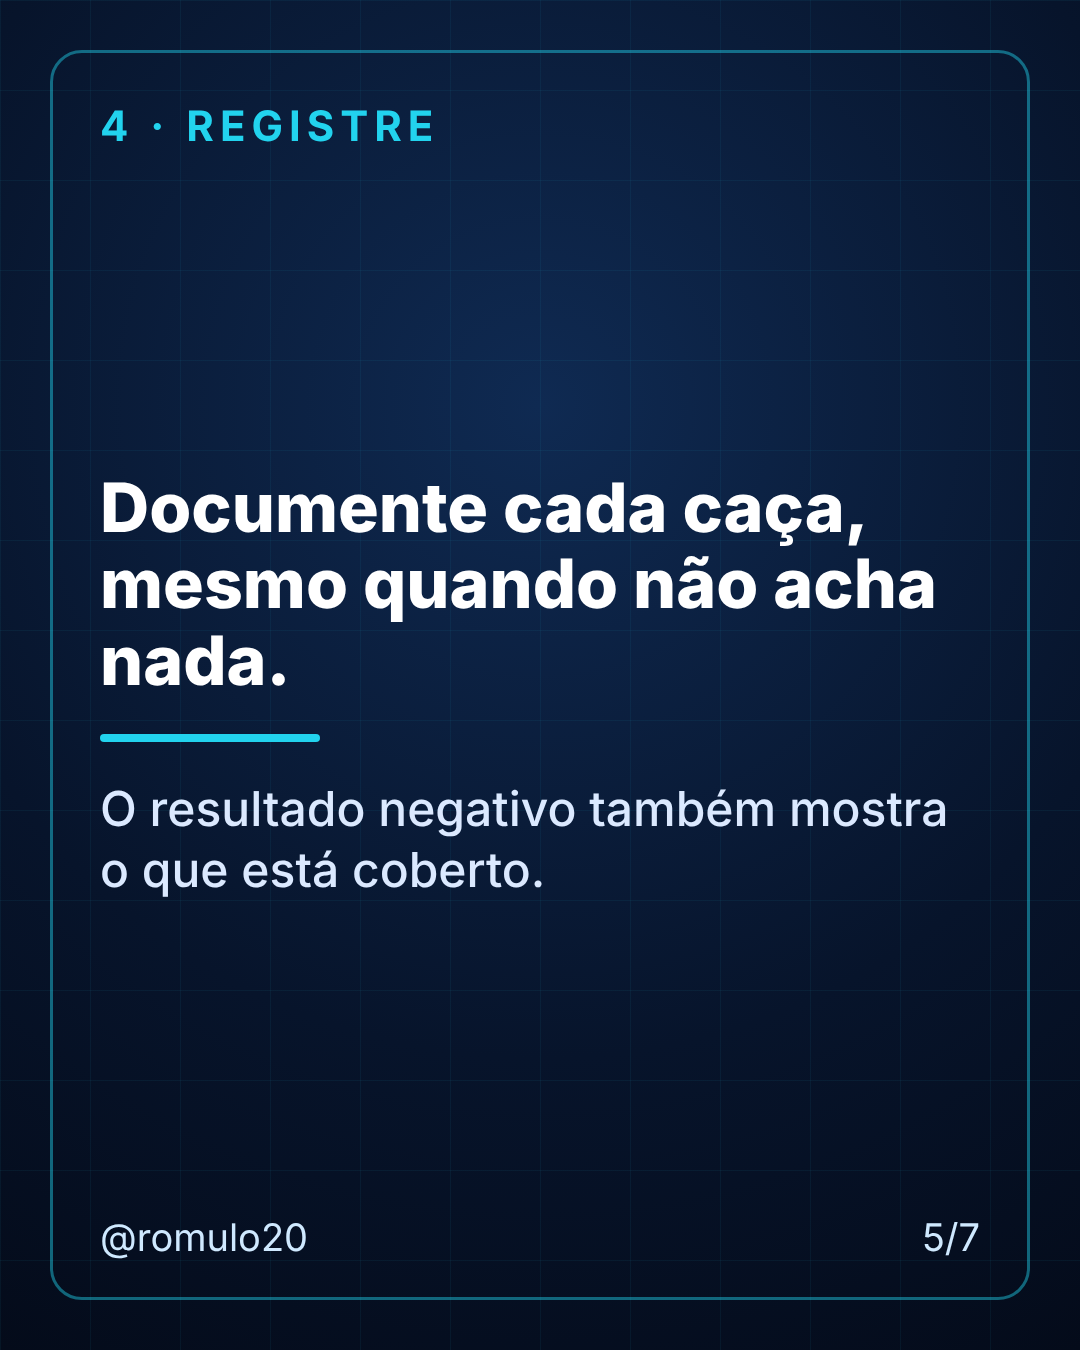 4 · REGISTRE
Documente cada caça,
mesmo quando não acha
nada.
O resultado negativo também mostra
o que está coberto.
@romulo20
5/7